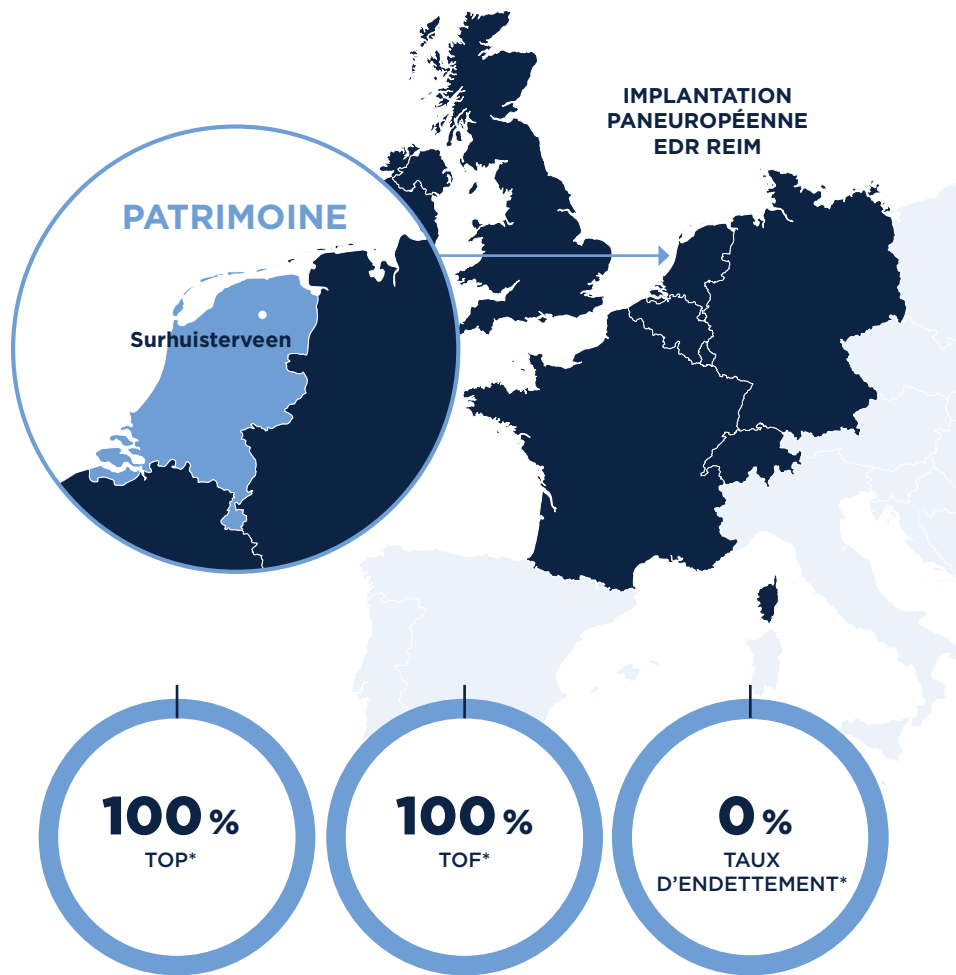 IMPLANTATION
PANEUROPÉENNE
EDR REIM
PATRIMOINE
Surhuisterveen
100 %
TOP*
100 %
TOF*
0 %
TAUX
D'ENDETTEMENT*